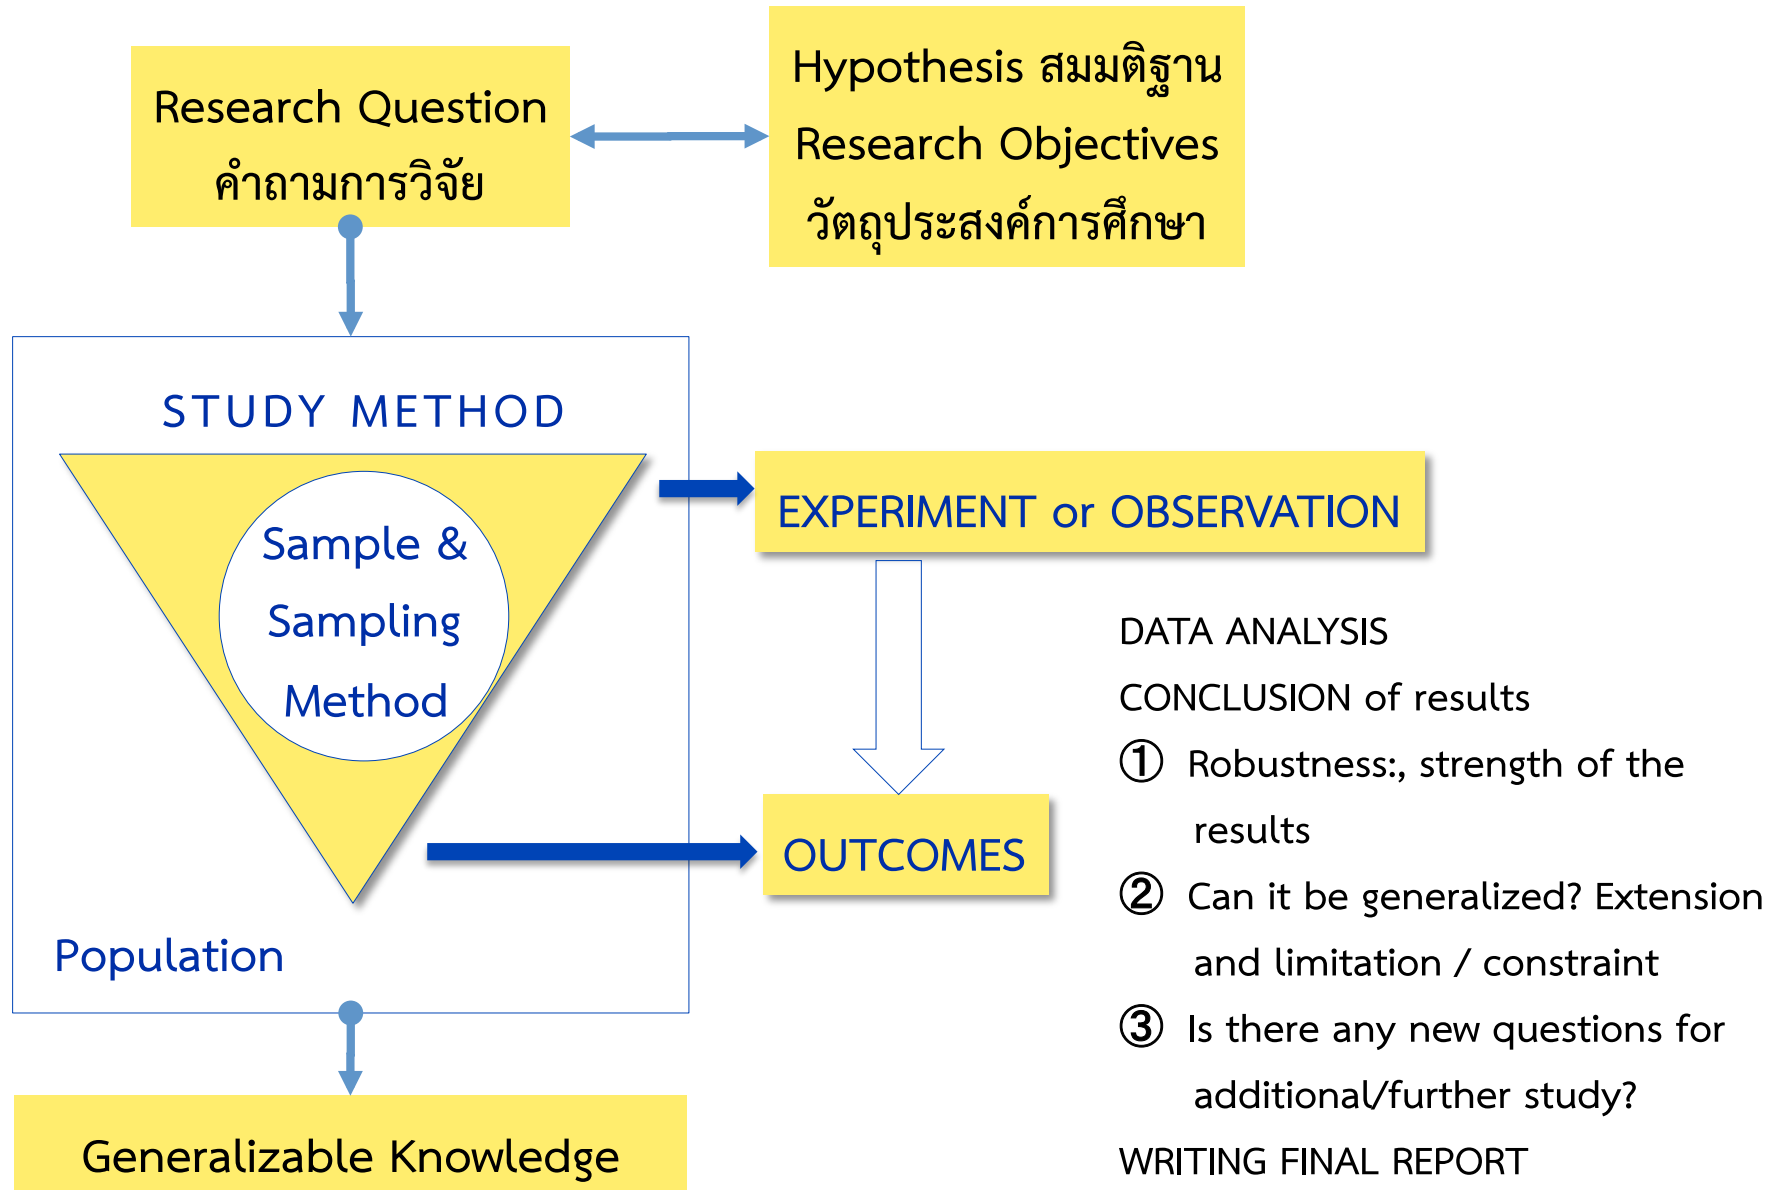 Research Question
คำถามการวิจัย
Hypothesis สมมติฐาน
Research Objectives
วัตถุประสงค์การศึกษา
STUDY METHOD
Sample &
Sampling
Method
Population
EXPERIMENT or OBSERVATION
OUTCOMES
DATA ANALYSIS
CONCLUSION of results
① Robustness:, strength of the
results
② Can it be generalized? Extension
and limitation / constraint
③ Is there any new questions for
additional/further study?
WRITING FINAL REPORT
Generalizable Knowledge